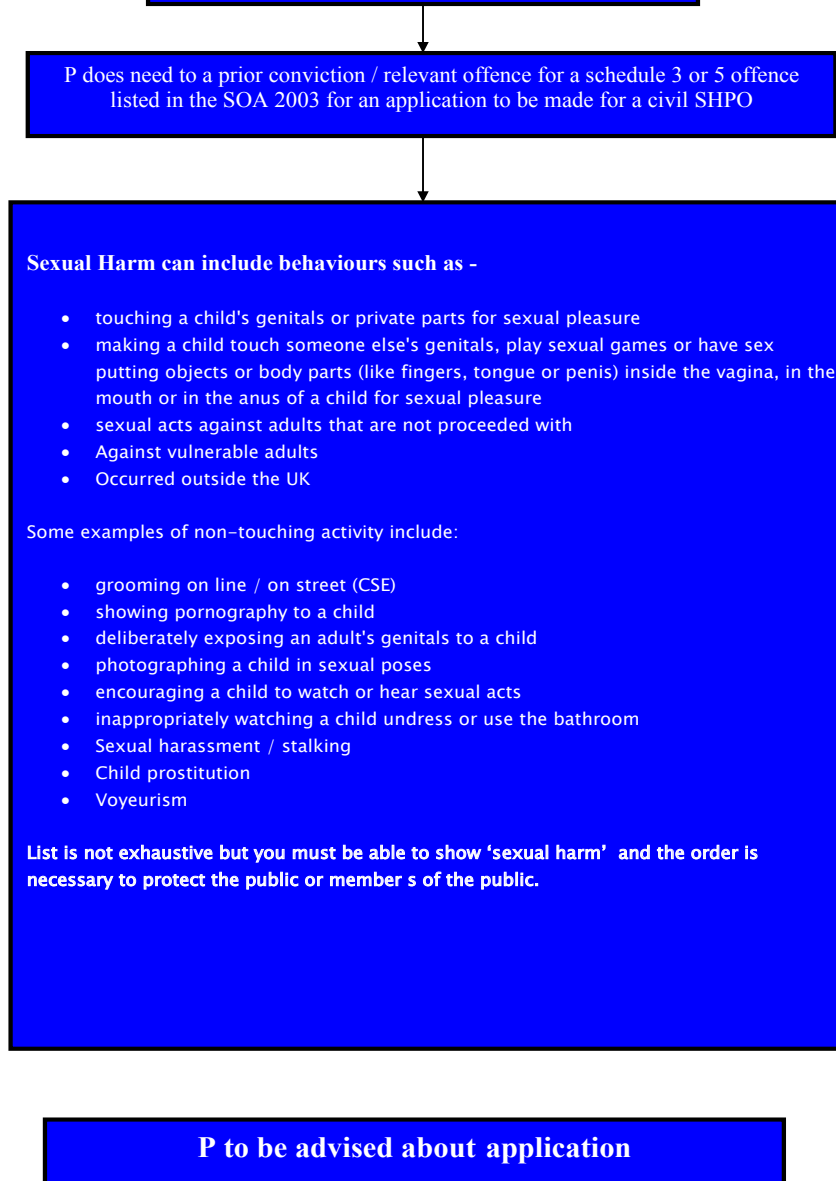 P does need to a prior conviction / relevant offence for a schedule 3 or 5 offence
listed in the SOA 2003 for an application to be made for a civil SHPO
Sexual Harm can include behaviours such as -
• touching a child's genitals or private parts for sexual pleasure
• making a child touch someone else's genitals, play sexual games or have sex
putting objects or body parts (like fingers, tongue or penis) inside the vagina, in the
mouth or in the anus of a child for sexual pleasure
• sexual acts against adults that are not proceeded with
• Against vulnerable adults
• Occurred outside the UK
Some examples of non-touching activity include:
• grooming on line / on street (CSE)
• showing pornography to a child
• deliberately exposing an adult's genitals to a child
• photographing a child in sexual poses
• encouraging a child to watch or hear sexual acts
• inappropriately watching a child undress or use the bathroom
• Sexual harassment / stalking
• Child prostitution
• Voyeurism
List is not exhaustive but you must be able to show ‘sexual harm’ and the order is
necessary to protect the public or member s of the public.
P to be advised about application